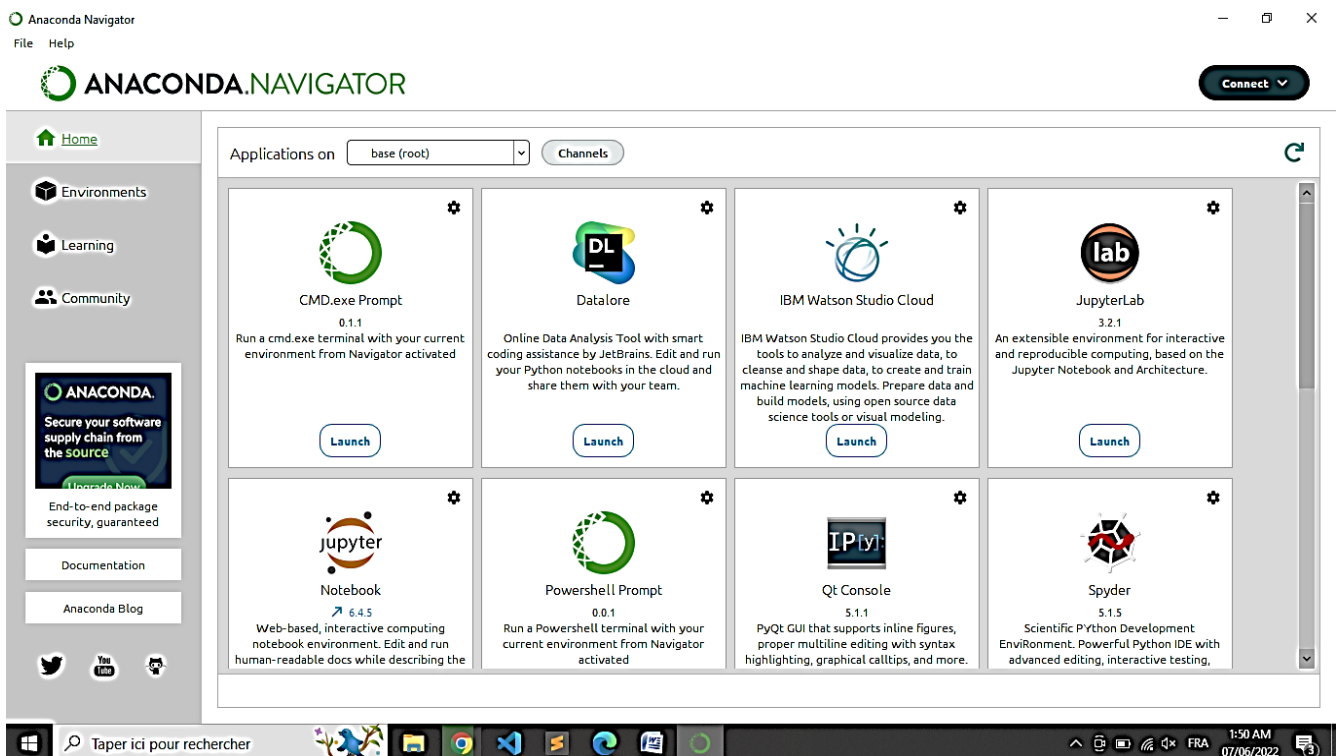 Anaconda Navigator
File Help
ANACONDA.NAVIGATOR
Connect
Home
Environments
Learning
Community
ANACONDA.
Secure your software
supply chain from
the source
Upgrade Now
End-to-end package
security, guaranteed
Documentation
Anaconda Blog
You
Tube
Applications on base (root) Channels
CMD.exe Prompt
0.1.1
Run a cmd.exe terminal with your current
environment from Navigator activated
Launch
DL
Datalore
Online Data Analysis Tool with smart
coding assistance by JetBrains. Edit and run
your Python notebooks in the cloud and
share them with your team.
Launch
IBM Watson Studio Cloud
IBM Watson Studio Cloud provides you the
tools to analyze and visualize data, to
cleanse and shape data, to create and train
machine learning models. Prepare data and
build models, using open source data
science tools or visual modeling.
Launch
lab
JupyterLab
3.2.1
An extensible environment for interactive
and reproducible computing, based on the
Jupyter Notebook and Architecture.
Launch
jupyter
Notebook
6.4.5
Web-based, interactive computing
notebook environment. Edit and run
human-readable docs while describing the
Powershell Prompt
0.0.1
Run a Powershell terminal with your
current environment from Navigator
activated
IP[y]:
Qt Console
5.1.1
PyQt GUI that supports inline figures,
proper multiline editing with syntax
highlighting, graphical calltips, and more.
Spyder
5.1.5
Scientific PYthon Development
EnviRonment. Powerful Python IDE with
advanced editing, interactive testing,
Taper ici pour rechercher
FRA
1:50 AM
07/06/2022
3